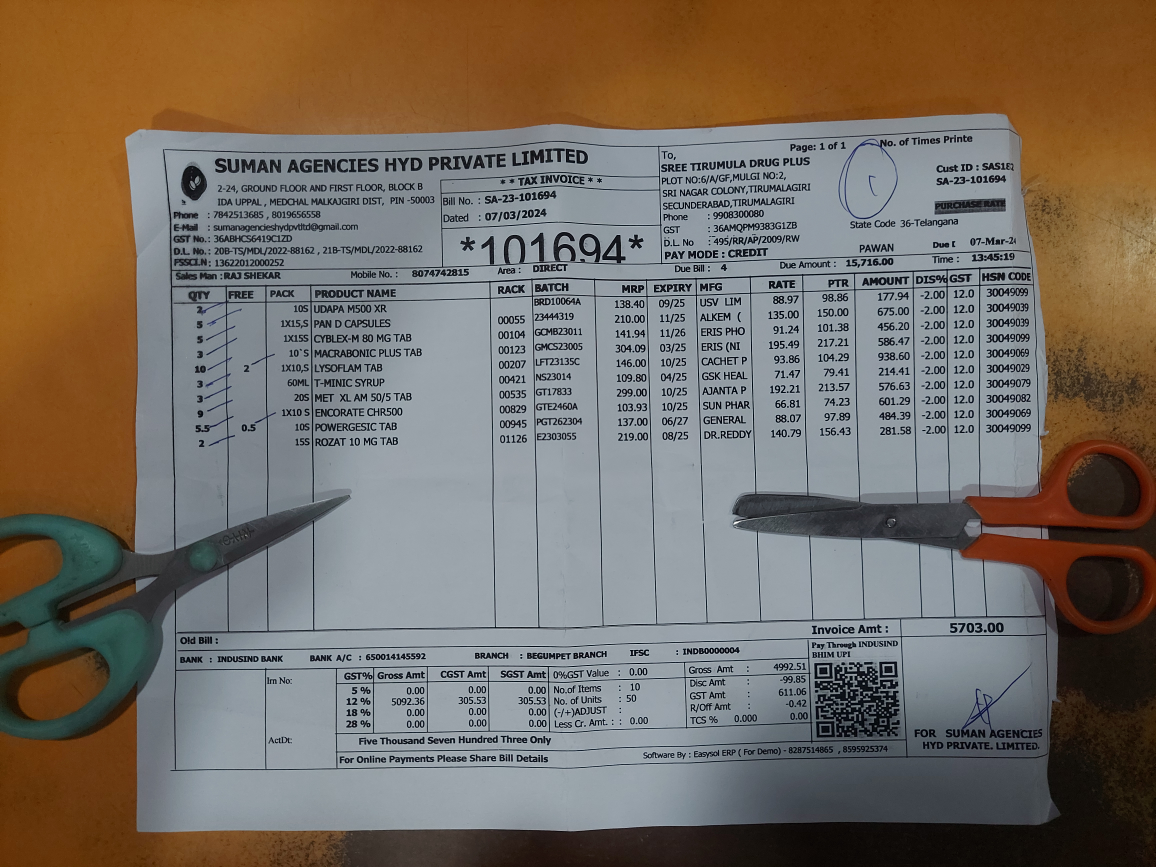 SUMAN AGENCIES HYD PRIVATE LIMITED
2-24, GROUND FLOOR AND FIRST FLOOR, BLOCK B
IDA UPPAL , MEDCHAL MALKAJGIRI DIST, PIN -50003
Phone : 7842513685 , 8019656558
E-Mail : sumanagencieshydpvtltd@gmail.com
GST No.: 36ABHCS6419C1ZD
D.L. No.: 20B-TS/MDL/2022-88162 , 21B-TS/MDL/2022-88162
FSSCI.N : 13622012000252
* * TAX INVOICE * *
Bill No. : SA-23-101694
Dated : 07/03/2024
*101694*
To,
SREE TIRUMULA DRUG PLUS
PLOT NO:6/A/GF,MULGI NO:2,
SRI NAGAR COLONY,TIRUMALAGIRI
SECUNDERABAD,TIRUMALAGIRI
Phone : 9908300080
GST : 36AMQPM9383G1ZB
D.L.No : 495/RR/AP/2009/RW
PAY MODE : CREDIT
Page: 1 of 1
No. of Times Printe
Cust ID : SAS1E2
SA-23-101694
PURCHASE RATE
State Code 36-Telangana
PAWAN
Due D 07-Mar-2
Time : 13:45:19
Sales Man : RAJ SHEKAR Mobile No. : 8074742815 Area : DIRECT Due Bill : 4 Due Amount : 15,716.00
QTY FREE PACK PRODUCT NAME RACK BATCH MRP EXPIRY MFG RATE PTR AMOUNT DIS% GST HSN CODE
2 10S UDAPA M500 XR BRD10064A 138.40 09/25 USV LIM 88.97 98.86 177.94 -2.00 12.0 30049099
5 1X15,S PAN D CAPSULES 00055 23444319 210.00 11/25 ALKEM ( 135.00 150.00 675.00 -2.00 12.0 30049039
5 1X15S CYBLEX-M 80 MG TAB 00104 GCMB23011 141.94 11/26 ERIS PHO 91.24 101.38 456.20 -2.00 12.0 30049099
3 10`S MACRABONIC PLUS TAB 00123 GMCS23005 304.09 03/25 ERIS (NI 195.49 217.21 586.47 -2.00 12.0 30049099
10 2 1X10,S LYSOFLAM TAB 00207 LFT23135C 146.00 10/25 CACHET P 93.86 104.29 938.60 -2.00 12.0 30049069
3 60ML T-MINIC SYRUP 00421 NS23014 109.80 04/25 GSK HEAL 71.47 79.41 214.41 -2.00 12.0 30049029
3 20S MET XL AM 50/5 TAB 00535 GT17833 299.00 10/25 AJANTA P 192.21 213.57 576.63 -2.00 12.0 30049079
9 1X10 S ENCORATE CHR500 00829 GTE2460A 103.93 10/25 SUN PHAR 66.81 74.23 601.29 -2.00 12.0 30049082
5.5 0.5 10S POWERGESIC TAB 00945 PGT262304 137.00 06/27 GENERAL 88.07 97.89 484.39 -2.00 12.0 30049069
2 15S ROZAT 10 MG TAB 01126 E2303055 219.00 08/25 DR.REDDY 140.79 156.43 281.58 -2.00 12.0 30049099
Old Bill :
Invoice Amt : 5703.00
BANK : INDUSIND BANK BANK A/C : 650014145592 BRANCH : BEGUMPET BRANCH IFSC : INDB0000004
Irn No:
ActDt:
GST% Gross Amt CGST Amt SGST Amt
5 % 0.00 0.00 0.00
12 % 5092.36 305.53 305.53
18 % 0.00 0.00 0.00
28 % 0.00 0.00 0.00
0%GST Value : 0.00
No.of Items : 10
No.of Units : 50
(-/+)ADJUST :
Less Cr. Amt. : : 0.00
Gross Amt : 4992.51
Disc Amt : -99.85
GST Amt : 611.06
R/Off Amt : -0.42
TCS % 0.000 0.00
Pay Through INDUSIND
BHIM UPI
Five Thousand Seven Hundred Three Only
For Online Payments Please Share Bill Details
Software By : Easysol ERP ( For Demo) - 8287514865 , 8595925374
FOR SUMAN AGENCIES
HYD PRIVATE. LIMITED.